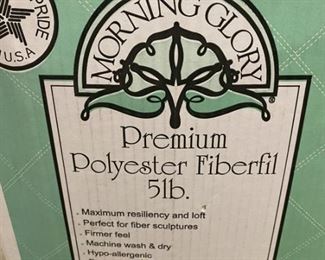 PRIDE
U.S.A
MORNING GLORY
®
Premium
Polyester Fiberfil
5lb.
. Maximum resiliency and loft
. Perfect for fiber sculptures
. Firmer feel
. Machine wash & dry
. Hypo-allergenic